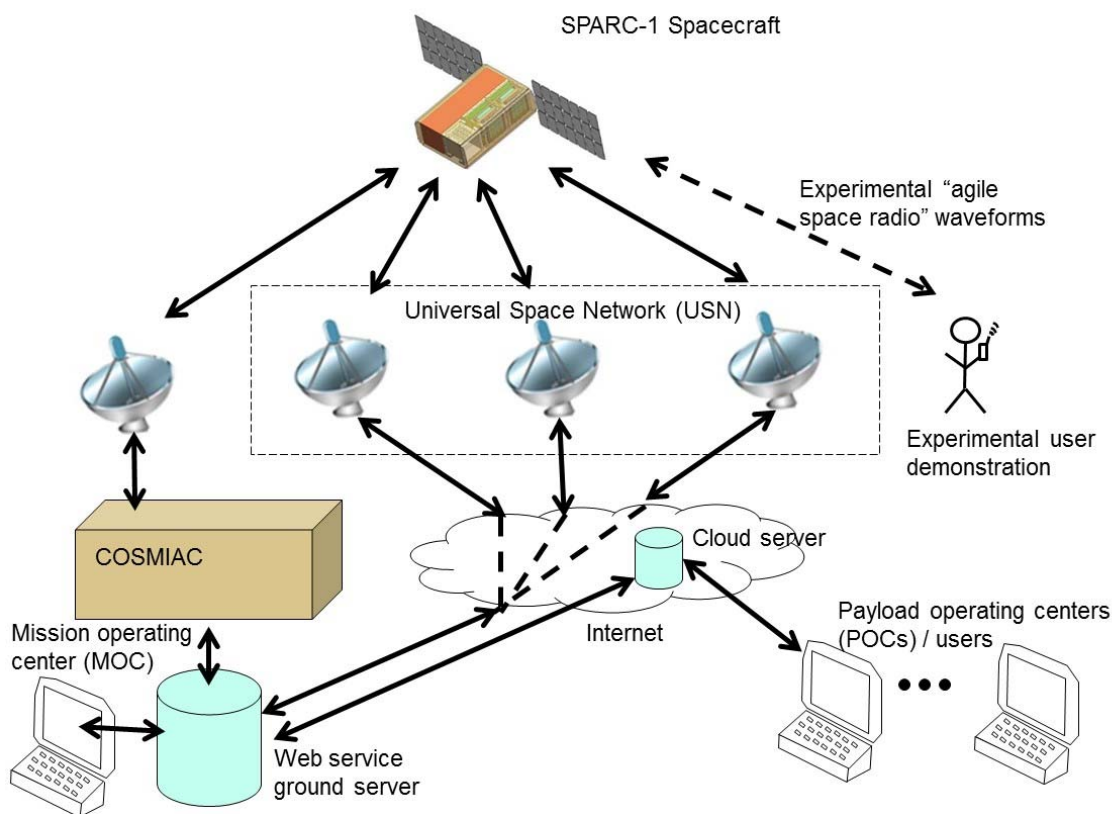 SPARC-1 Spacecraft
Experimental “agile
space radio” waveforms
Universal Space Network (USN)
Experimental user
demonstration
COSMIAC
Cloud server
Internet
Mission operating
center (MOC)
Payload operating centers
(POCs) / users
Web service
ground server